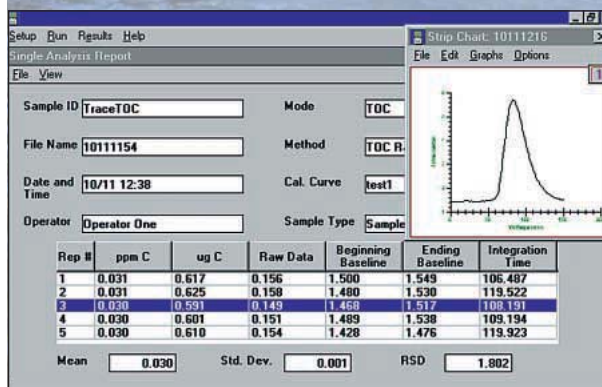 Setup Run Results Help
Single Analysis Report
File View
Sample ID TraceTOC Mode TOC
File Name 10111154 Method TOC
Date and Time 10/11 12:38 Cal. Curve test1
Operator Operator One Sample Type Sample
Strip Chart: 10111216
File Edit Graphs Options
1
Rep # ppm C ug C Raw Data Beginning Baseline Ending Baseline Integration Time
1 0.031 0.617 0.156 1.500 1.549 106.487
2 0.031 0.625 0.158 1.480 1.530 119.522
3 0.030 0.591 0.149 1.468 1.517 108.191
4 0.030 0.601 0.151 1.489 1.538 109.194
5 0.030 0.610 0.154 1.428 1.476 119.923
Mean 0.030 Std. Dev. 0.001 RSD 1.802